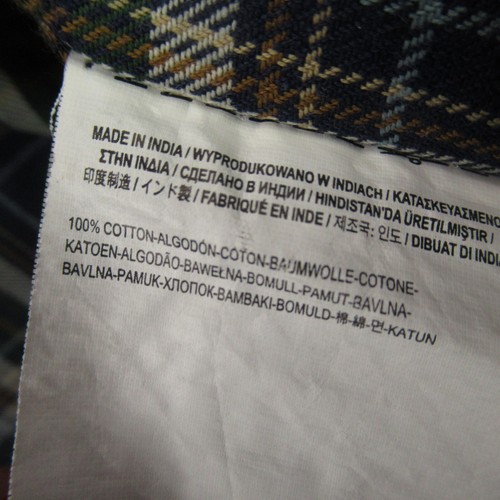 MADE IN INDIA / WYPRODUKOWANO W INDIACH / ΚΑΤΑΣΚΕΥΑΣΜΕΝΟ
ΣΤΗΝ ΙΝΔΙΑ / СДЕЛАНО В ИНДИИ / HINDISTAN'DA ÜRETILMIŞTIR /
印度制造 / インド製 / FABRIQUÉ EN INDE / 제조국: 인도 / DIBUAT DI INDIA
100% COTTON-ALGODÓN-COTON-BAUMWOLLE-COTONE-
KATOEN-ALGODÃO-BAWEŁNA-BOMULL-PAMUT-BAVLNA-
BAVLNA-PAMUK-ХЛОПОК-BAMBAKI-BOMULD-棉-綿-면-KATUN